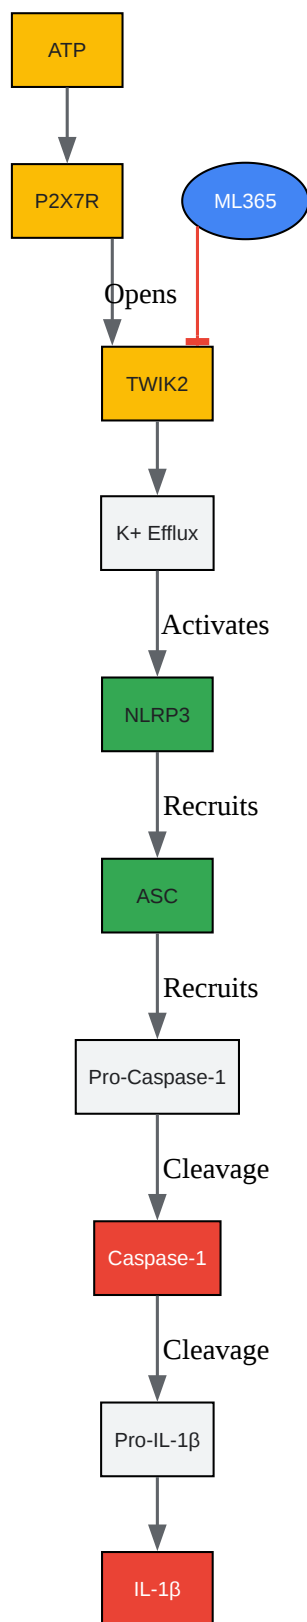 ATP
P2X7R
ML365
Opens
TWIK2
K+ Efflux
Activates
NLRP3
Recruits
ASC
Recruits
Pro-Caspase-1
Cleavage
Caspase-1
Cleavage
Pro-IL-1β
IL-1β